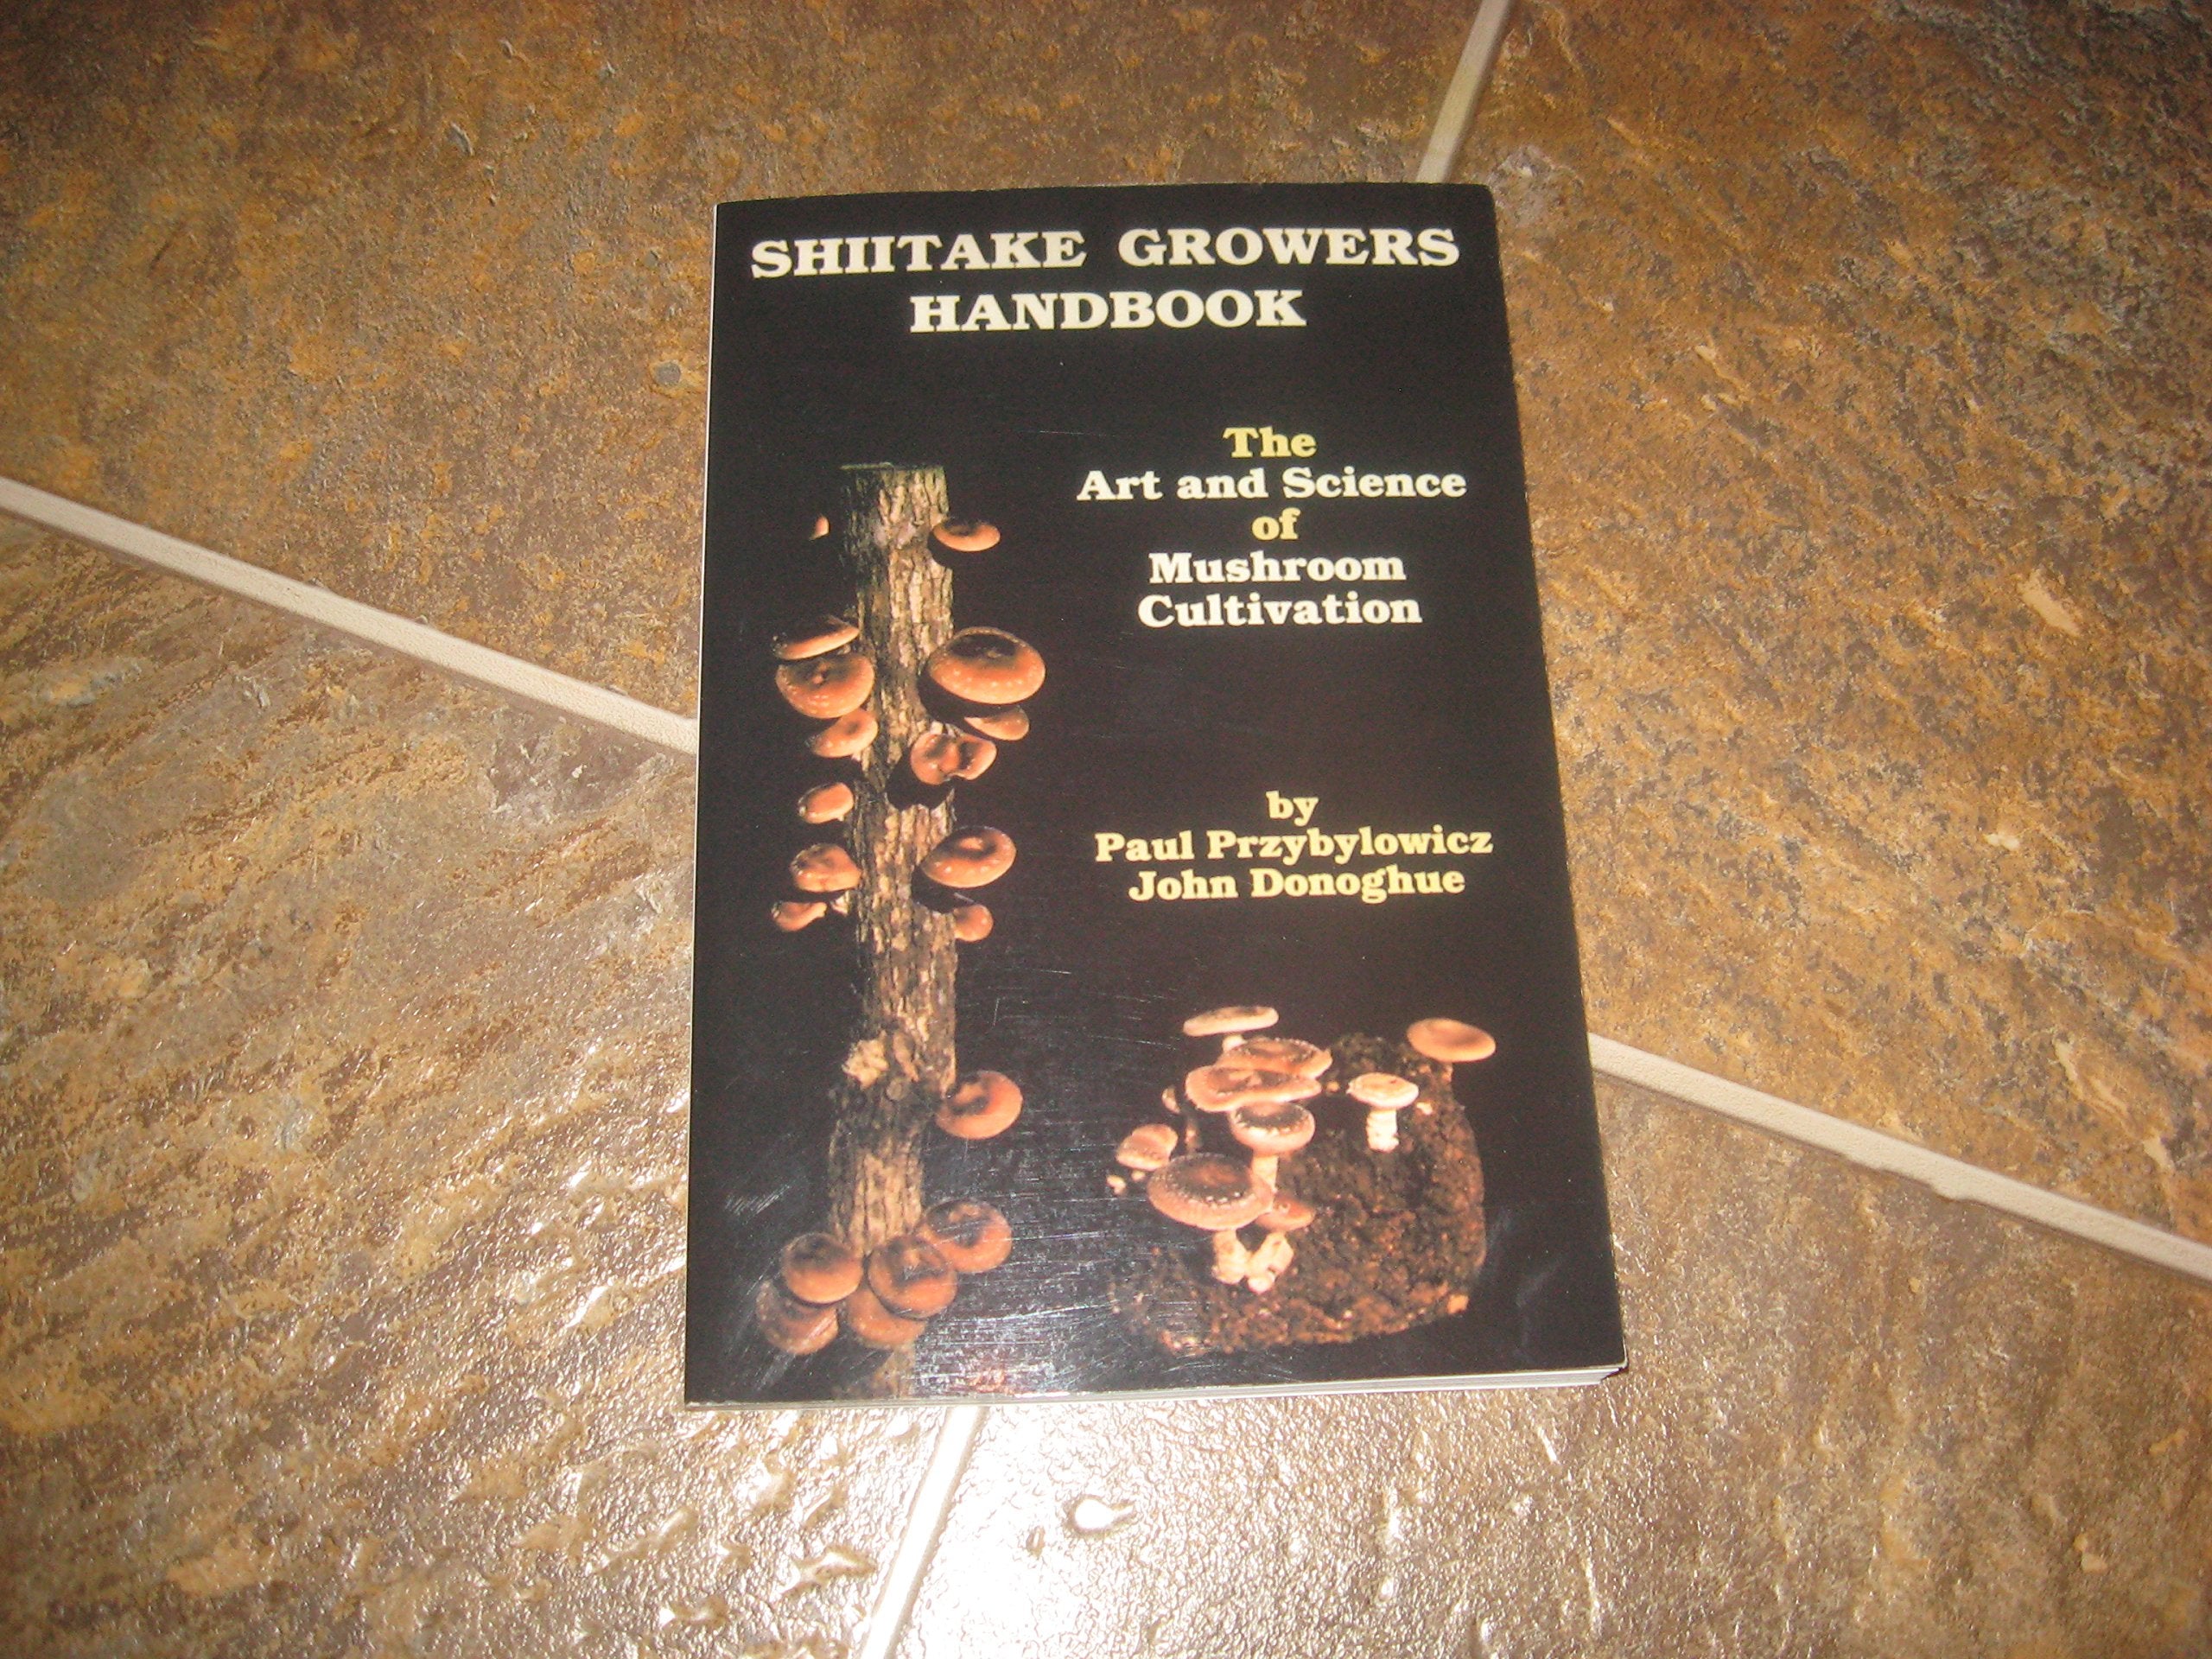 SHIITAKE GROWERS
HANDBOOK
The
Art and Science
of
Mushroom
Cultivation
by
Paul Przybylowicz
John Donoghue